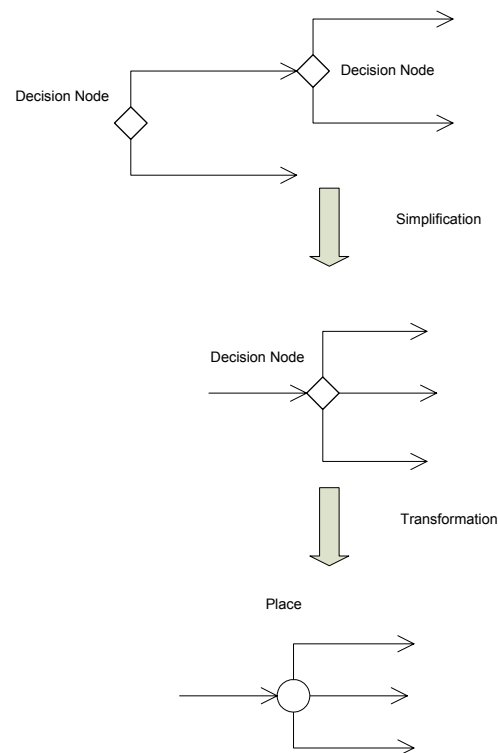 Decision Node
Decision Node
Simplification
Decision Node
Transformation
Place